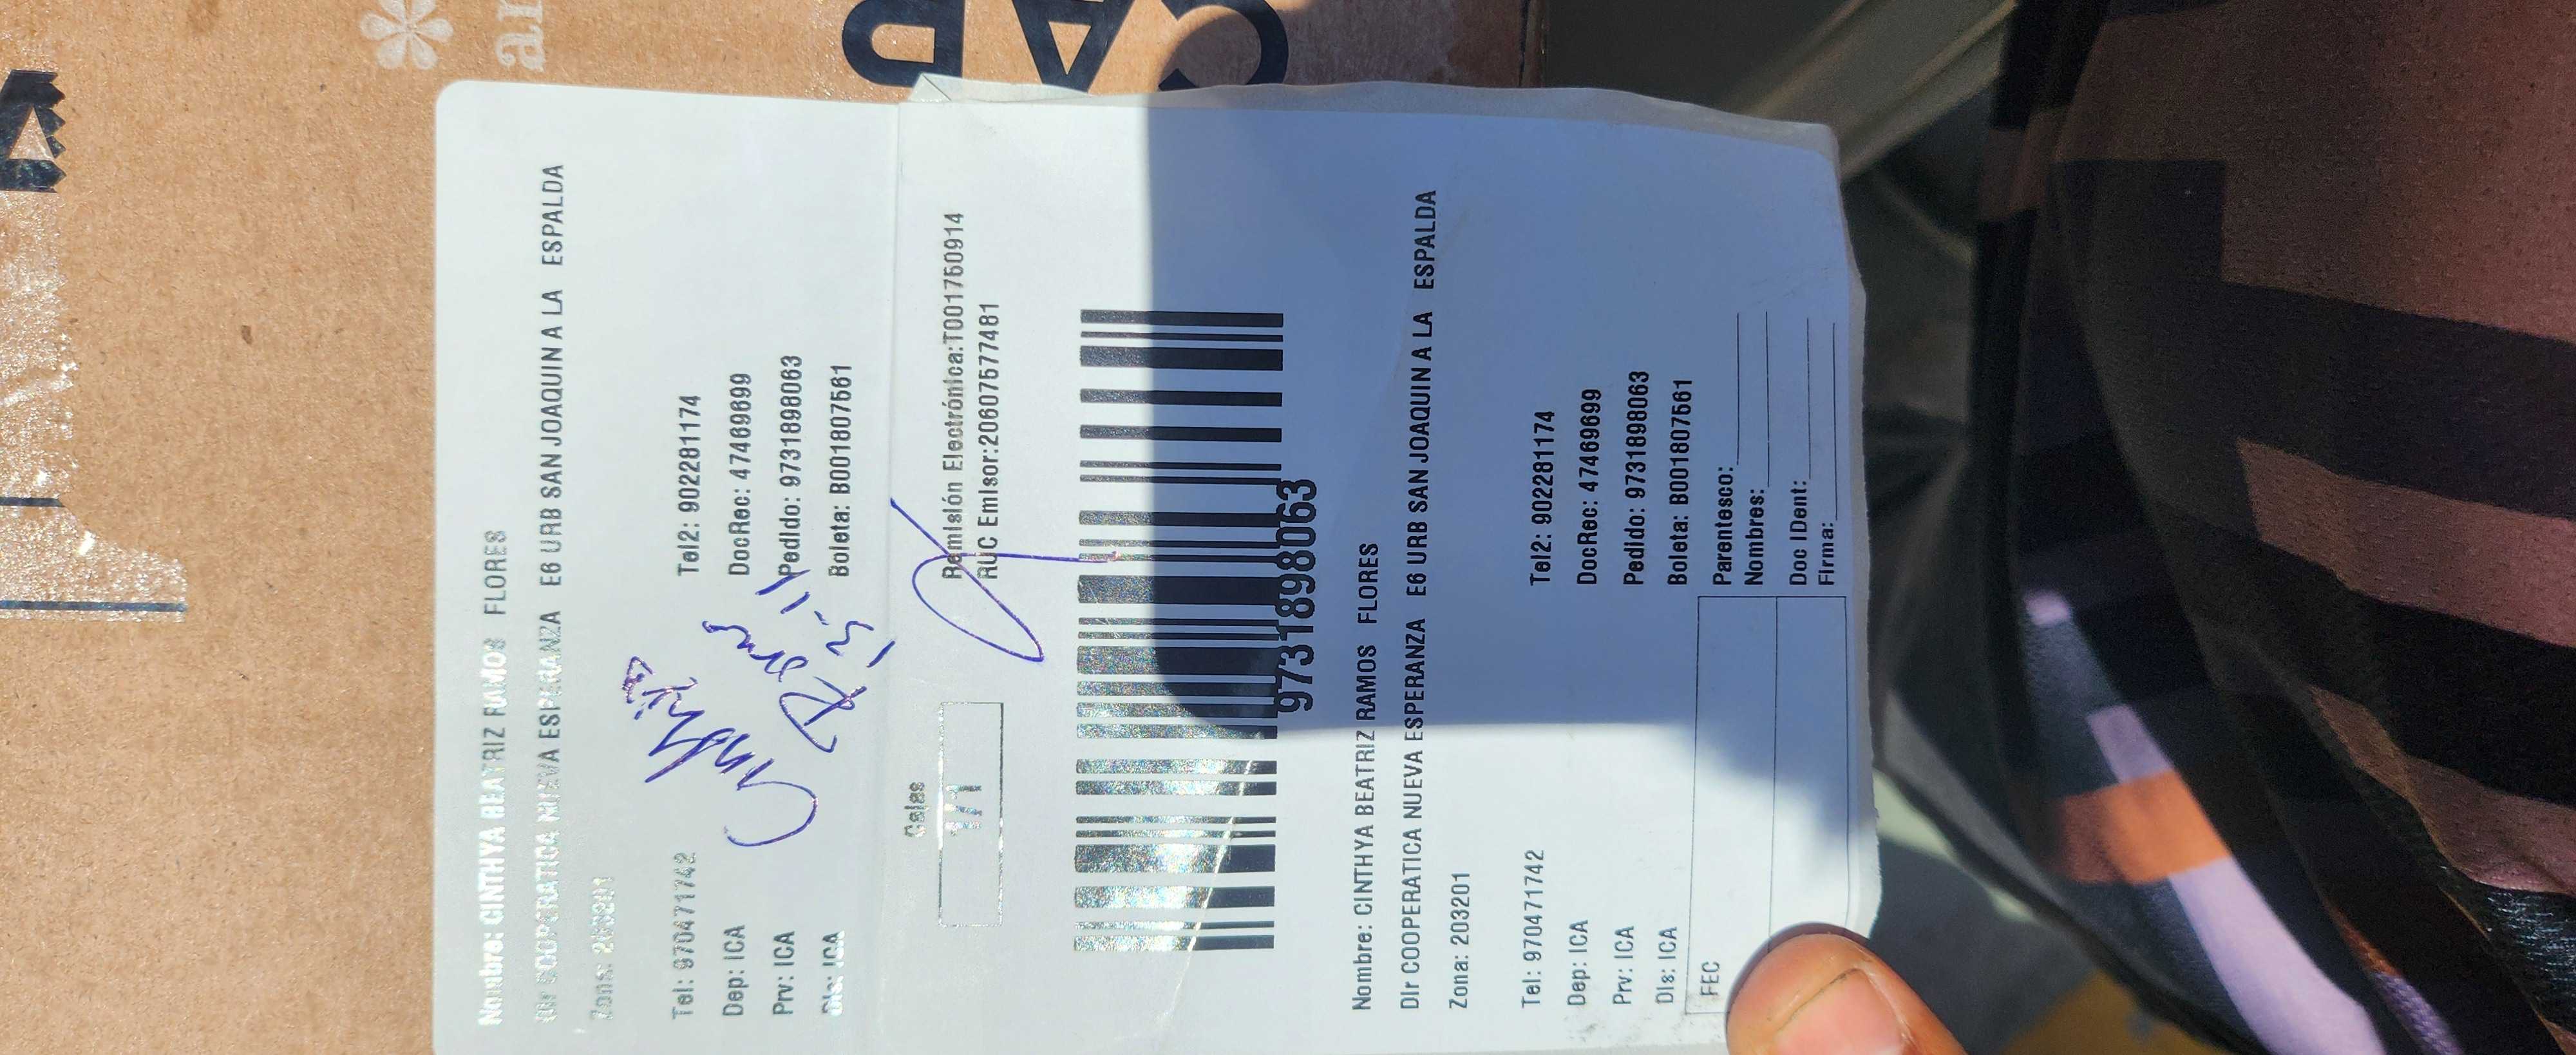 Nombre: CINTHYA BEATRIZ RAMOS FLORES
Dir COOPERATICA NUEVA ESPERANZA E6 URB SAN JOAQUIN A LA ESPALDA
Zona: 203201
Tel: 970471742 Tel2: 902281174
Dep: ICA DocRec: 47469699
Prv: ICA Pedido: 9731898063
Dis: ICA Boleta: B001807561
Cinthia
Ramos
13-11
Cajas
1/1
Remisión Electrónica:T001760914
RUC Emisor:20607577481
9731898063
Nombre: CINTHYA BEATRIZ RAMOS FLORES
Dir COOPERATICA NUEVA ESPERANZA E6 URB SAN JOAQUIN A LA ESPALDA
Zona: 203201
Tel: 970471742 Tel2: 902281174
Dep: ICA DocRec: 47469699
Prv: ICA Pedido: 9731898063
Dis: ICA Boleta: B001807561
FEC Parentesco:
Nombres:
Doc IDent:
Firma: